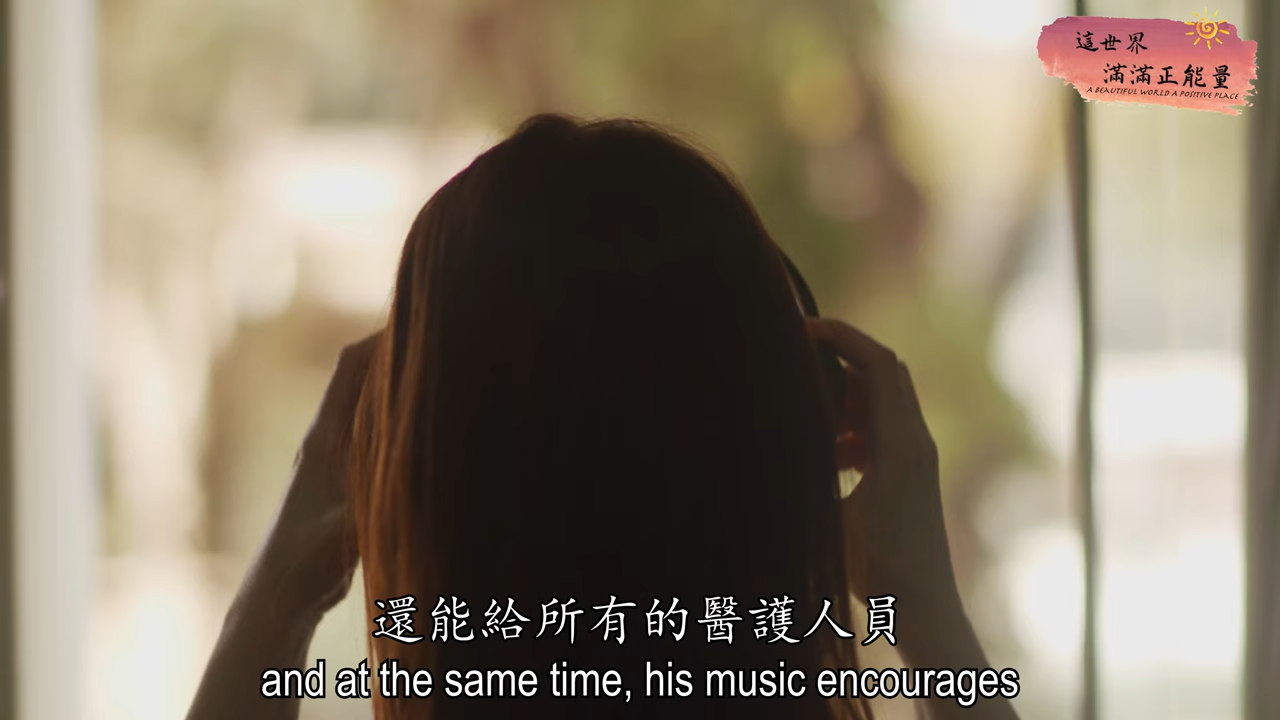 這世界
滿滿正能量
A BEAUTIFUL WORLD A POSITIVE PLACE
還能給所有的醫護人員
and at the same time, his music encourages